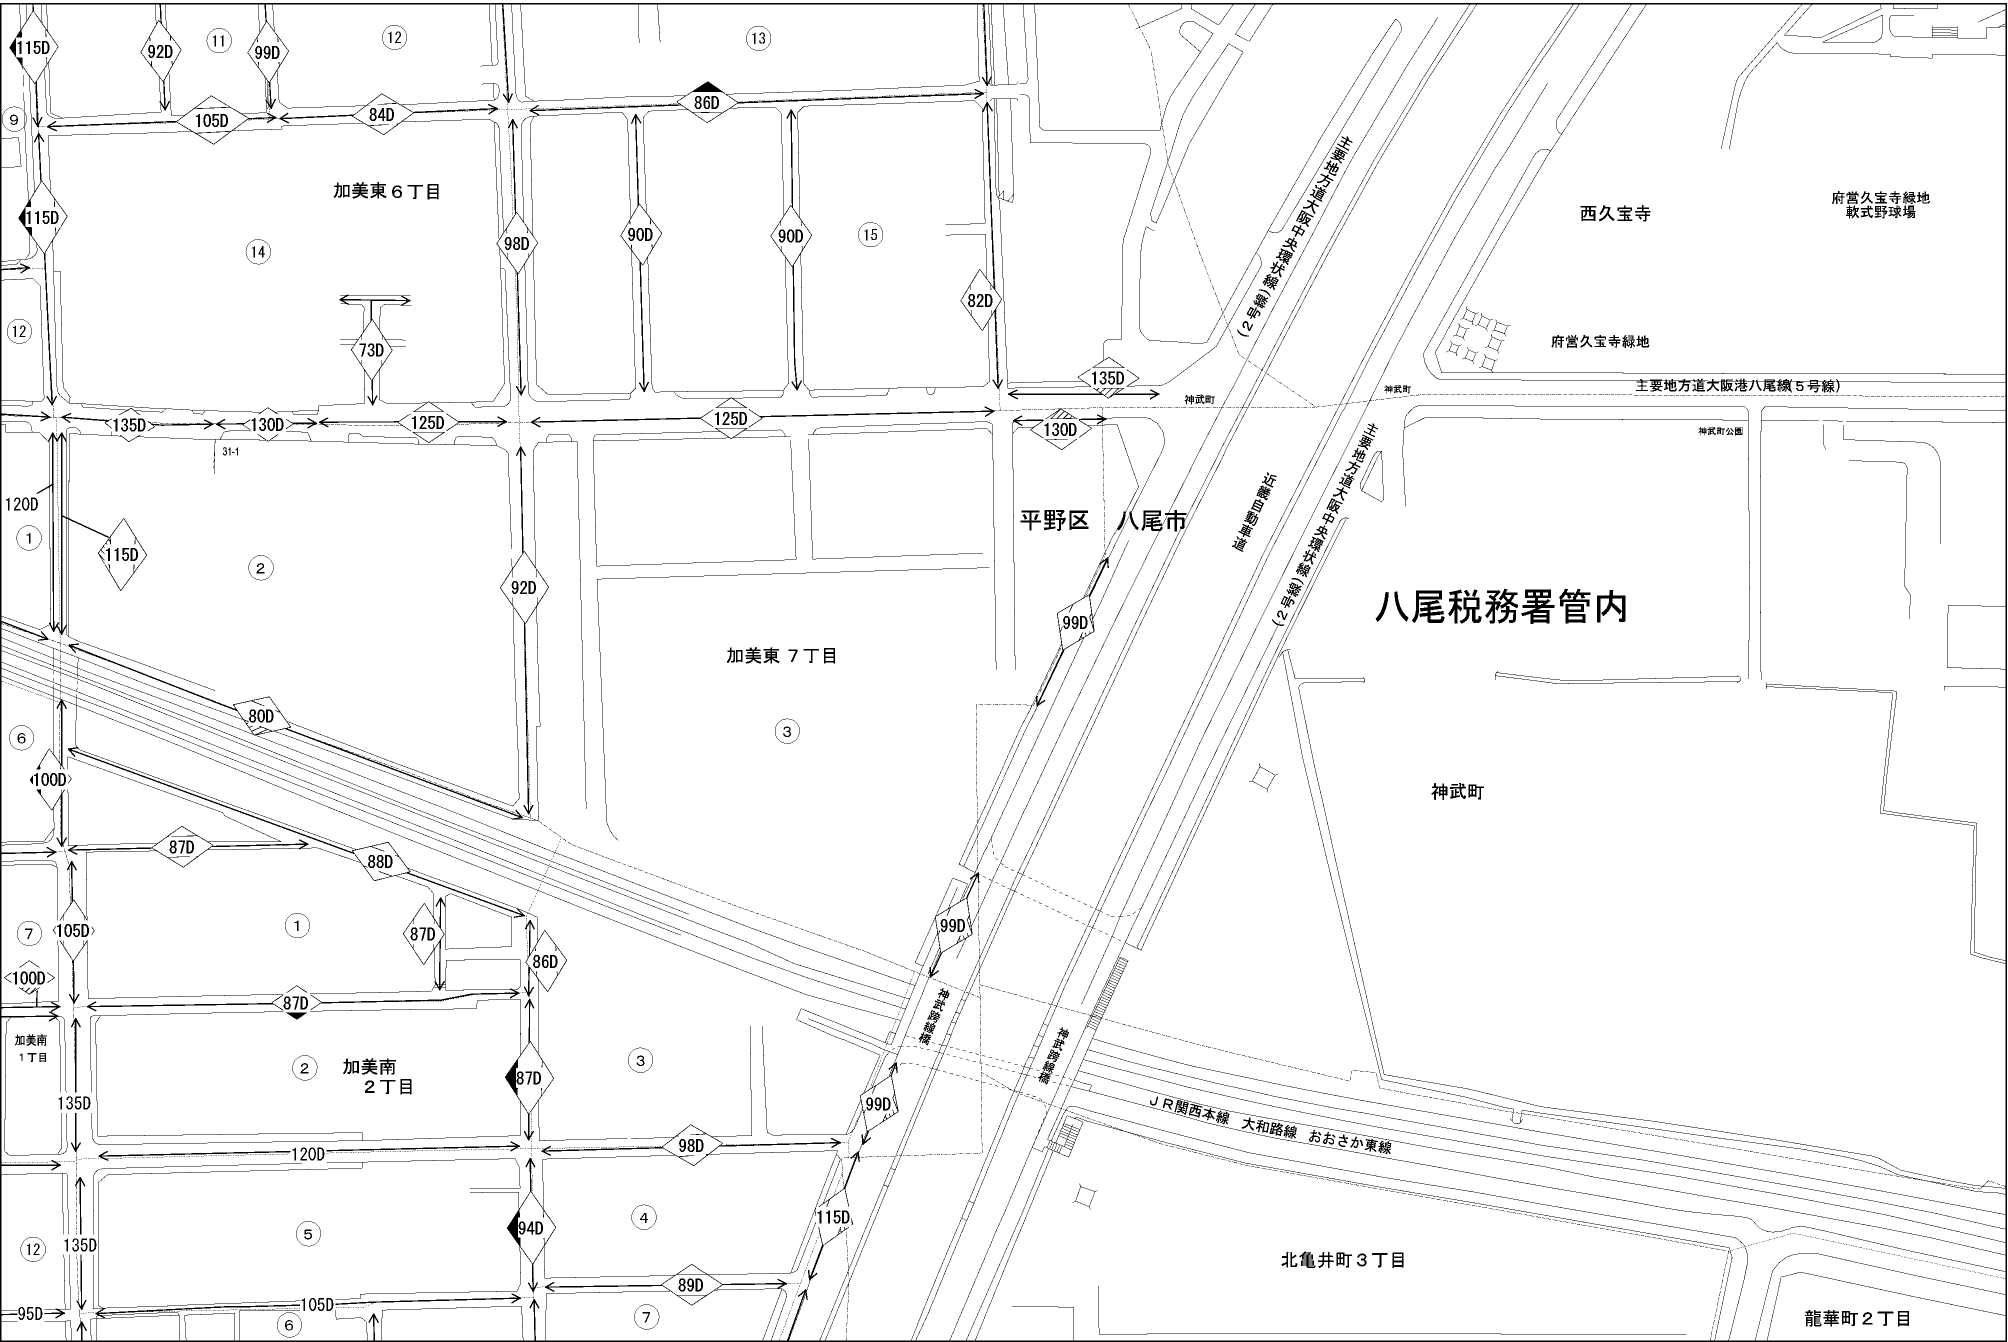 115D
92D
⑪
99D
⑫
⑬
⑨
105D
84D
86D
加美東６丁目
115D
⑭
98D
90D
90D
⑮
82D
⑫
73D
135D
130D
125D
125D
135D
130D
31-1
神武町
神武町
主要地方道大阪中央環状線(２号線)
西久宝寺
府営久宝寺緑地
軟式野球場
府営久宝寺緑地
主要地方道大阪港八尾線(５号線)
神武町公園
120D
①
115D
②
92D
平野区
八尾市
近畿自動車道
主要地方道大阪中央環状線(２号線)
八尾税務署管内
99D
加美東７丁目
③
80D
⑥
100D
神武町
87D
88D
⑦
105D
①
87D
86D
99D
100D
87D
神武跨線橋
神武跨線橋
加美南
１丁目
②
加美南
２丁目
87D
③
135D
99D
ＪＲ関西本線　大和路線　おおさか東線
120D
98D
⑤
94D
④
115D
⑫
135D
89D
北亀井町３丁目
95D
105D
⑥
⑦
龍華町２丁目